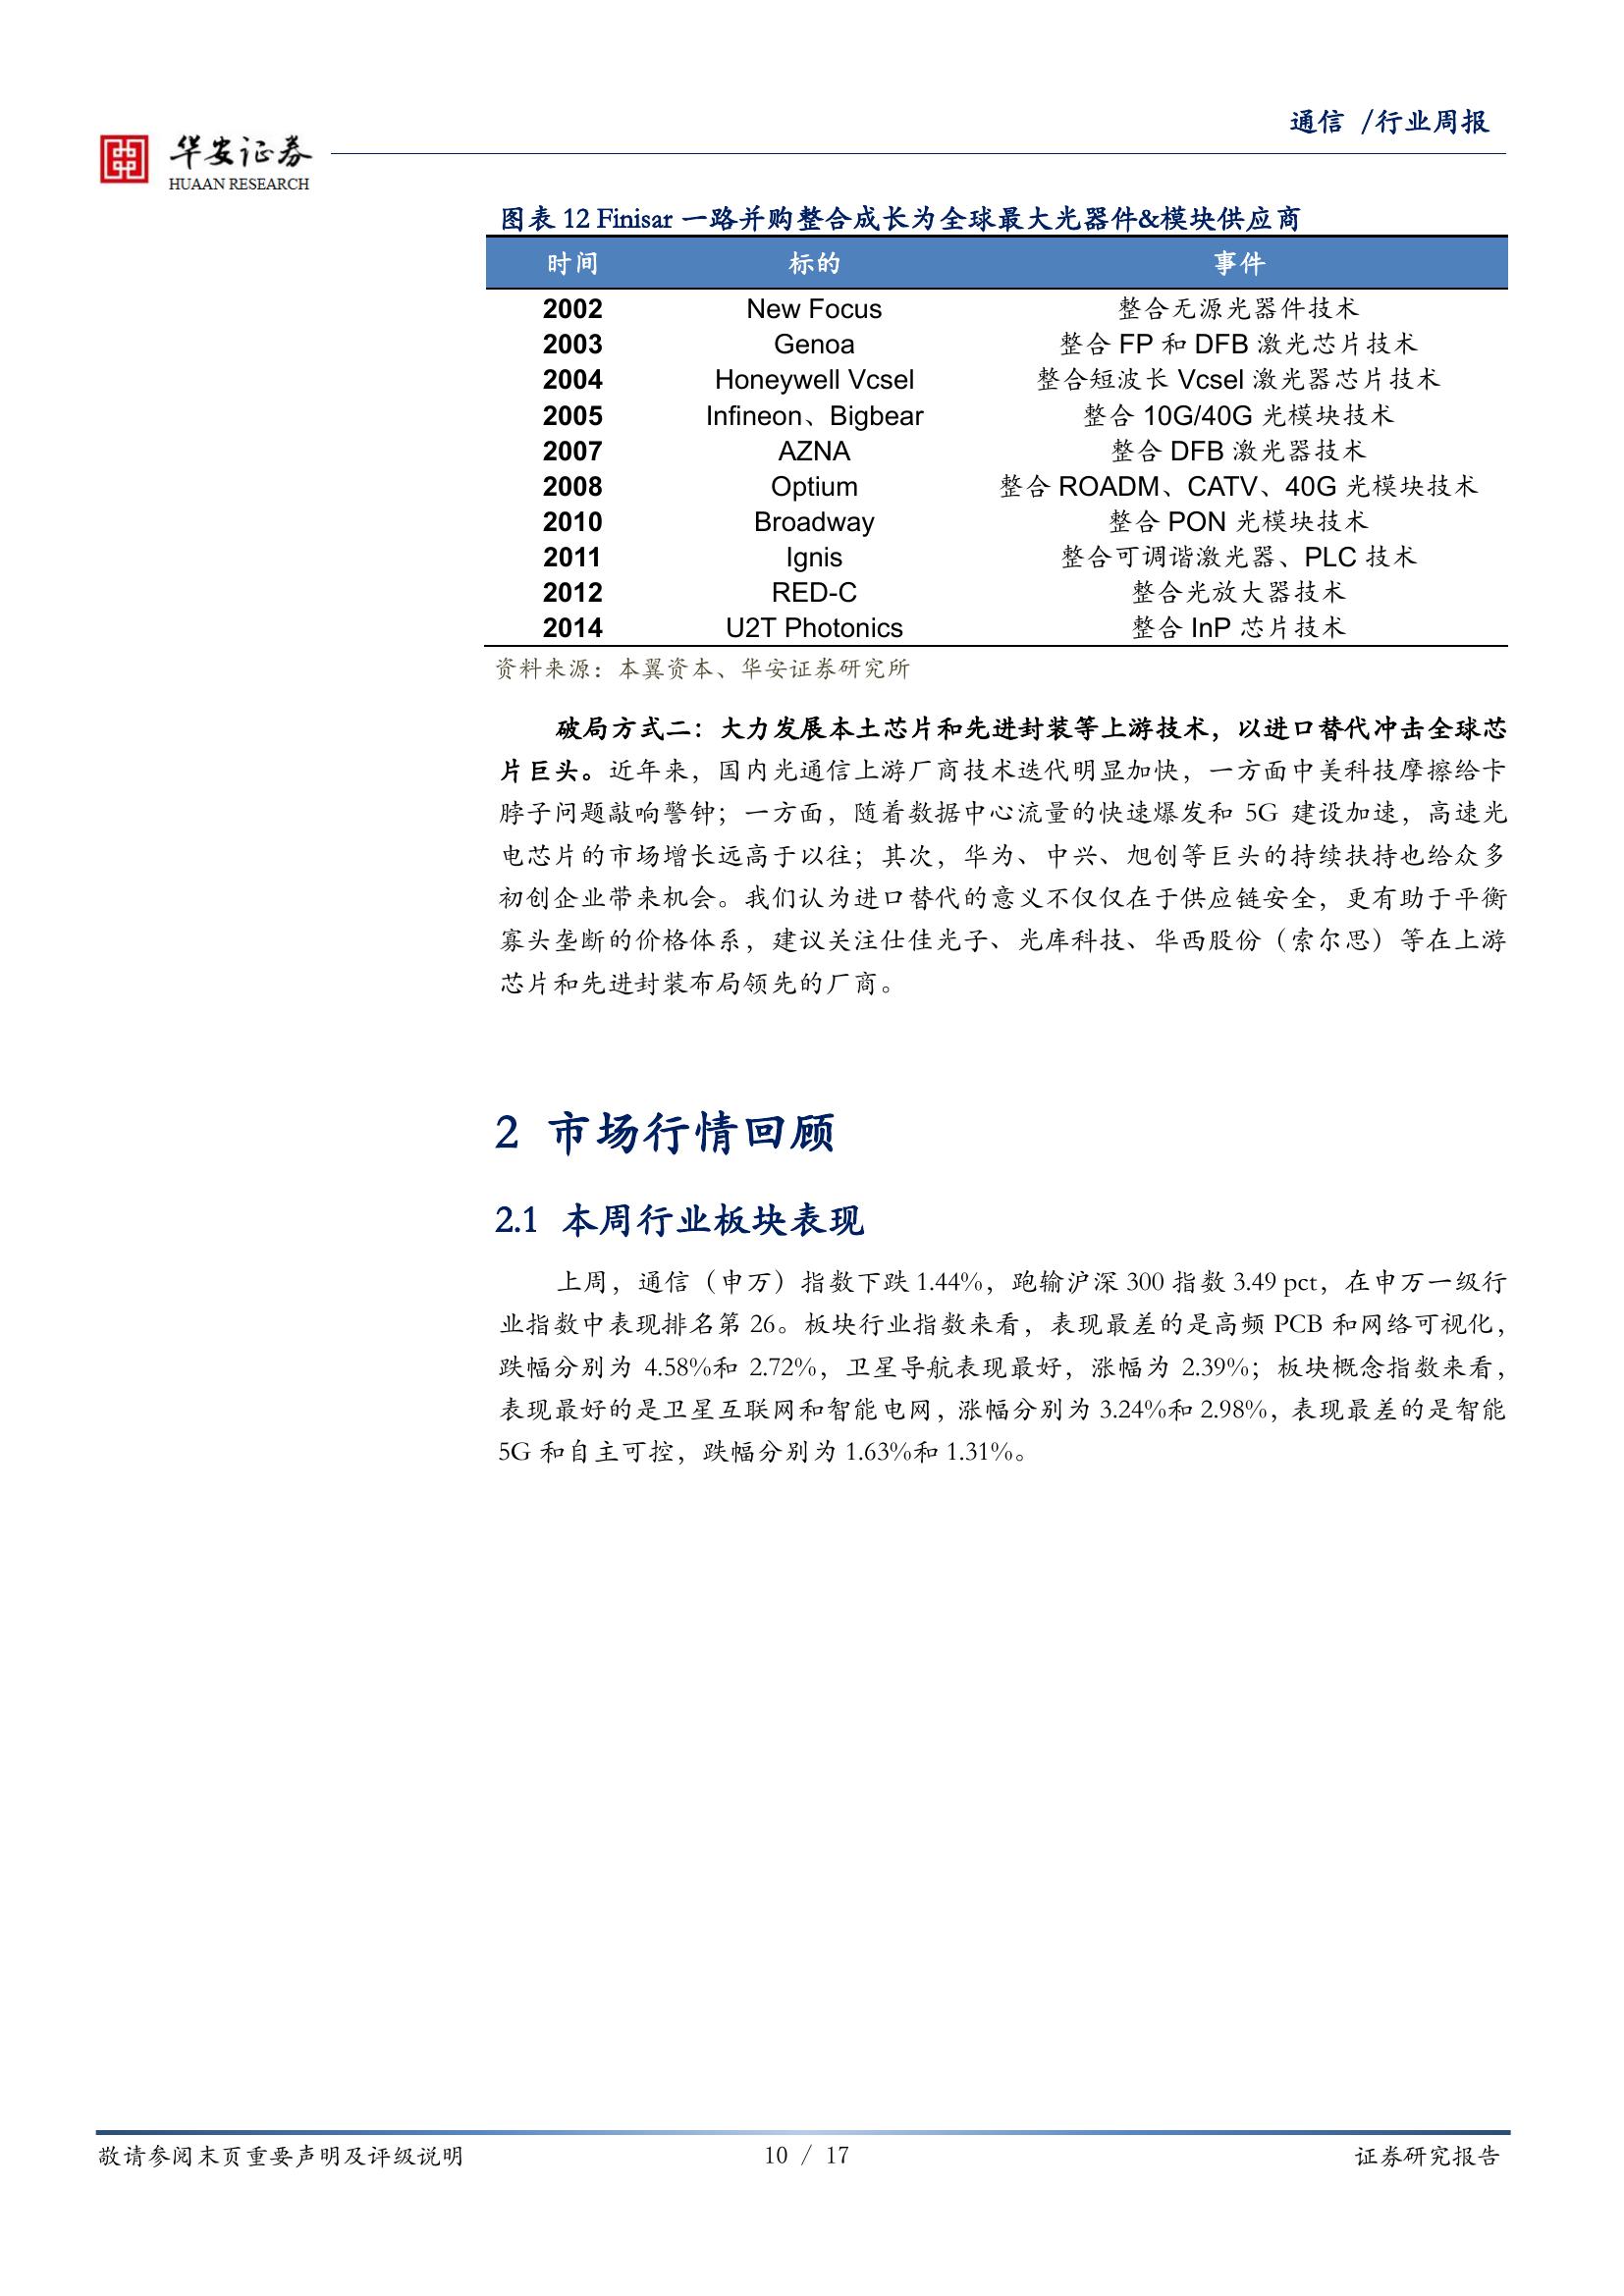 通信 /行业周报
华安证券
HUAAN RESEARCH
图表 12 Finisar 一路并购整合成长为全球最大光器件&模块供应商
时间 标的 事件
2002 New Focus 整合无源光器件技术
2003 Genoa 整合 FP 和 DFB 激光芯片技术
2004 Honeywell Vcsel 整合短波长 Vcsel 激光器芯片技术
2005 Infineon、Bigbear 整合 10G/40G 光模块技术
2007 AZNA 整合 DFB 激光器技术
2008 Optium 整合 ROADM、CATV、40G 光模块技术
2010 Broadway 整合 PON 光模块技术
2011 Ignis 整合可调谐激光器、PLC 技术
2012 RED-C 整合光放大器技术
2014 U2T Photonics 整合 InP 芯片技术
资料来源：本翼资本、华安证券研究所
破局方式二：大力发展本土芯片和先进封装等上游技术，以进口替代冲击全球芯
片巨头。近年来，国内光通信上游厂商技术迭代明显加快，一方面中美科技摩擦给卡
脖子问题敲响警钟；一方面，随着数据中心流量的快速爆发和 5G 建设加速，高速光
电芯片的市场增长远高于以往；其次，华为、中兴、旭创等巨头的持续扶持也给众多
初创企业带来机会。我们认为进口替代的意义不仅仅在于供应链安全，更有助于平衡
寡头垄断的价格体系，建议关注仕佳光子、光库科技、华西股份（索尔思）等在上游
芯片和先进封装布局领先的厂商。
2 市场行情回顾
2.1 本周行业板块表现
上周，通信（申万）指数下跌 1.44%，跑输沪深 300 指数 3.49 pct，在申万一级行
业指数中表现排名第 26。板块行业指数来看，表现最差的是高频 PCB 和网络可视化，
跌幅分别为 4.58%和 2.72%，卫星导航表现最好，涨幅为 2.39%；板块概念指数来看，
表现最好的是卫星互联网和智能电网，涨幅分别为 3.24%和 2.98%，表现最差的是智能
5G 和自主可控，跌幅分别为 1.63%和 1.31%。
敬请参阅末页重要声明及评级说明 10 / 17 证券研究报告